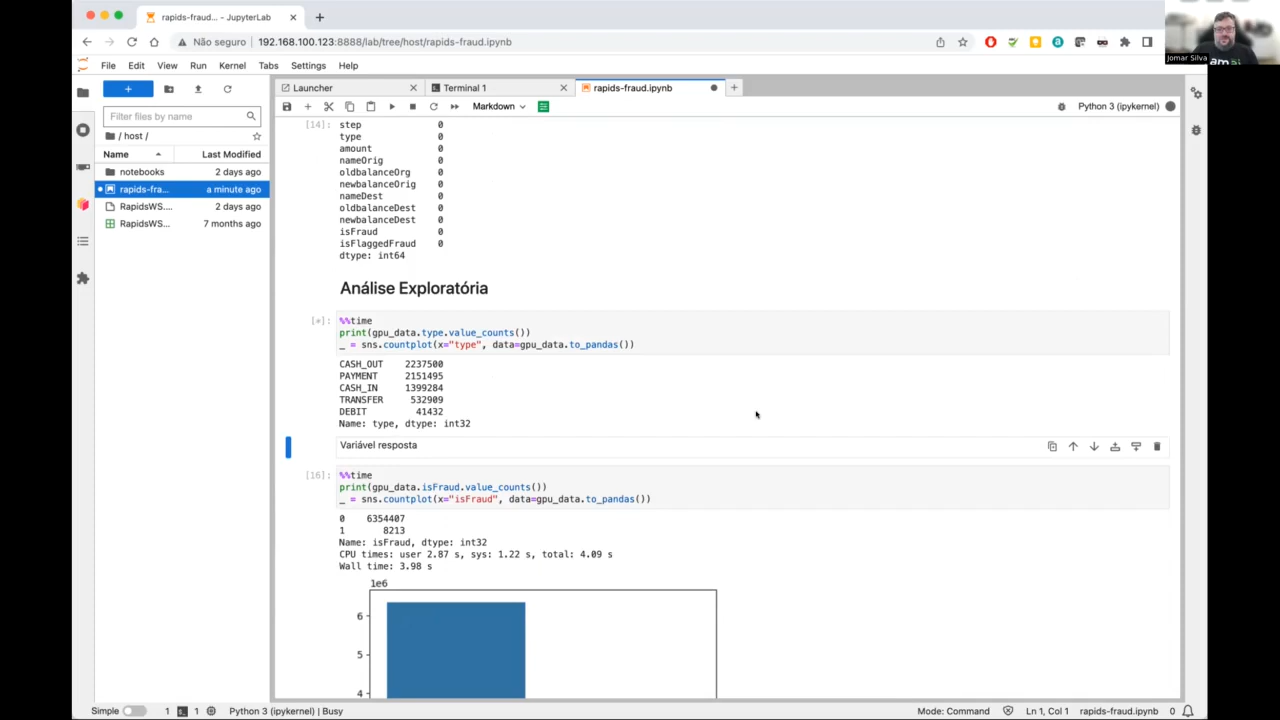 rapids-fraud... - JupyterLab
Não seguro
192.168.100.123:8888/lab/tree/host/rapids-fraud.ipynb
Jomar Silva
File Edit View Run Kernel Tabs Settings Help
Launcher
Terminal 1
rapids-fraud.ipynb
Filter files by name
/ host /
Name
Last Modified
notebooks 2 days ago
rapids-fra... a minute ago
RapidsWS.... 2 days ago
RapidsWS... 7 months ago
Markdown
Python 3 (ipykernel)
[14]: step 0
type 0
amount 0
nameOrig 0
oldbalanceOrg 0
newbalanceOrig 0
nameDest 0
oldbalanceDest 0
newbalanceDest 0
isFraud 0
isFlaggedFraud 0
dtype: int64
Análise Exploratória
[*]: %%time
print(gpu_data.type.value_counts())
_ = sns.countplot(x="type", data=gpu_data.to_pandas())
CASH_OUT 2237500
PAYMENT 2151495
CASH_IN 1399284
TRANSFER 532909
DEBIT 41432
Name: type, dtype: int32
Variável resposta
[16]: %%time
print(gpu_data.isFraud.value_counts())
_ = sns.countplot(x="isFraud", data=gpu_data.to_pandas())
0 6354407
1 8213
Name: isFraud, dtype: int32
CPU times: user 2.87 s, sys: 1.22 s, total: 4.09 s
Wall time: 3.98 s
1e6
6
5
4
Simple 1 1 Python 3 (ipykernel) | Busy
Mode: Command Ln 1, Col 1 rapids-fraud.ipynb 0